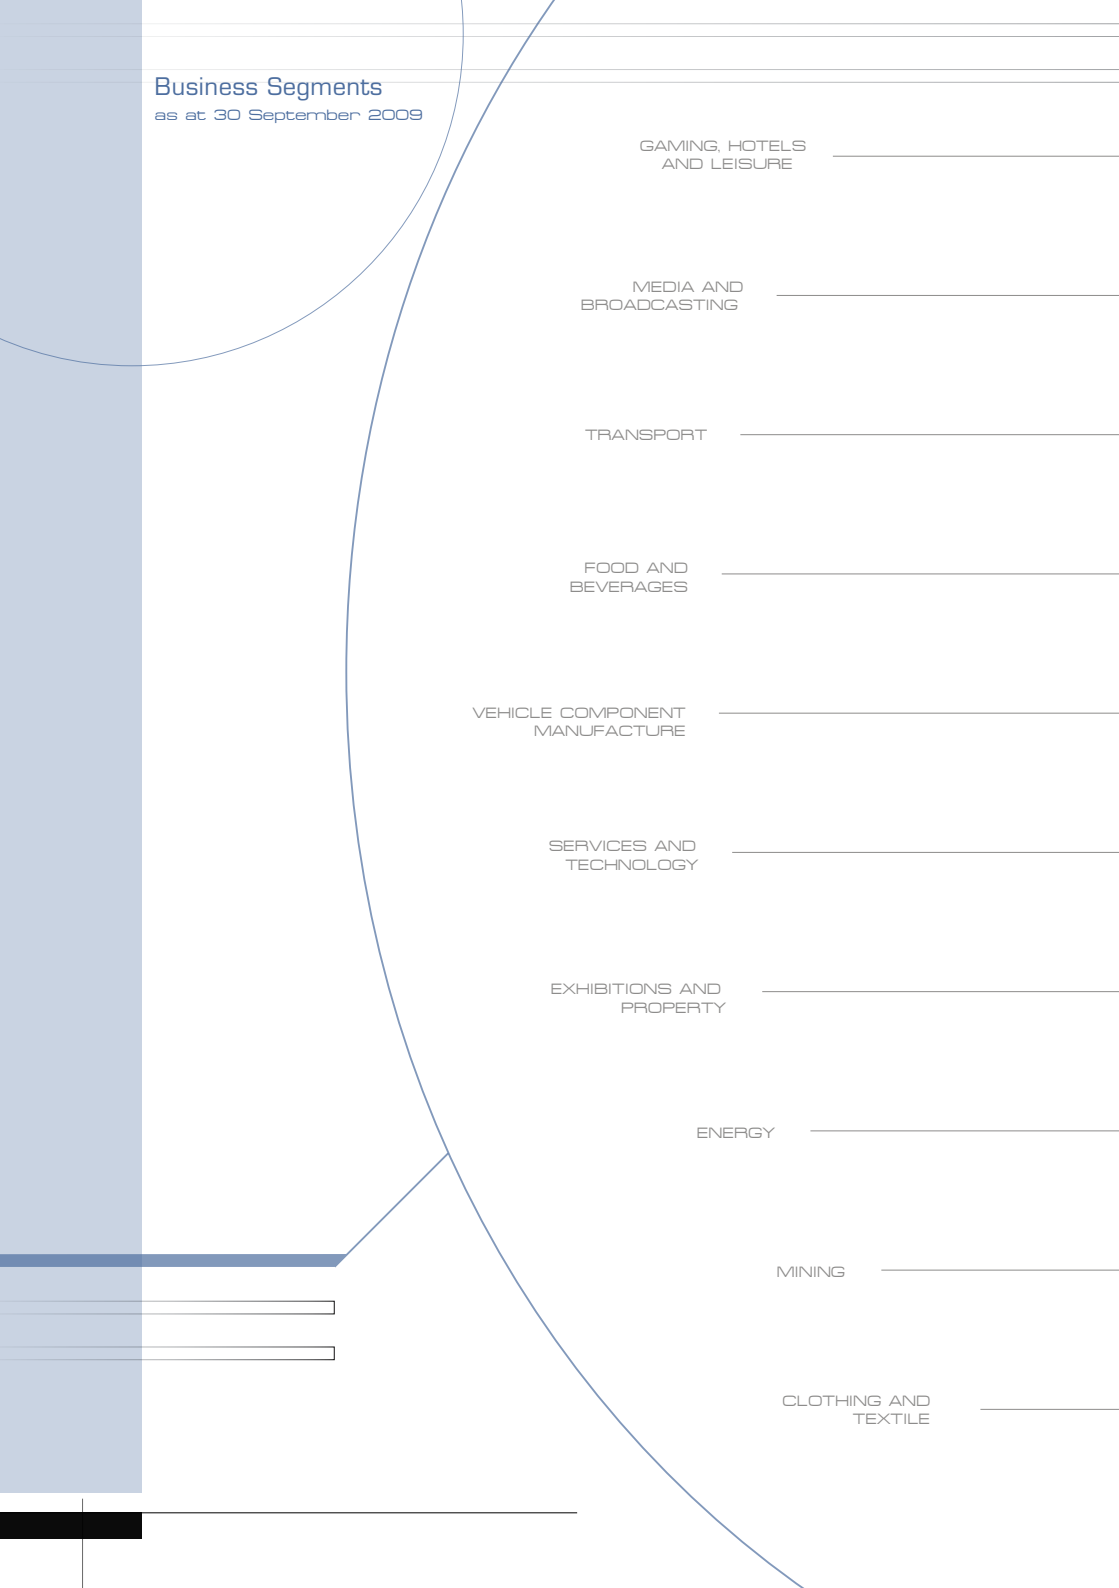 Business Segments
as at 30 September 2009
GAMING, HOTELS
AND LEISURE
MEDIA AND
BROADCASTING
TRANSPORT
FOOD AND
BEVERAGES
VEHICLE COMPONENT
MANUFACTURE
SERVICES AND
TECHNOLOGY
EXHIBITIONS AND
PROPERTY
ENERGY
MINING
CLOTHING AND
TEXTILE